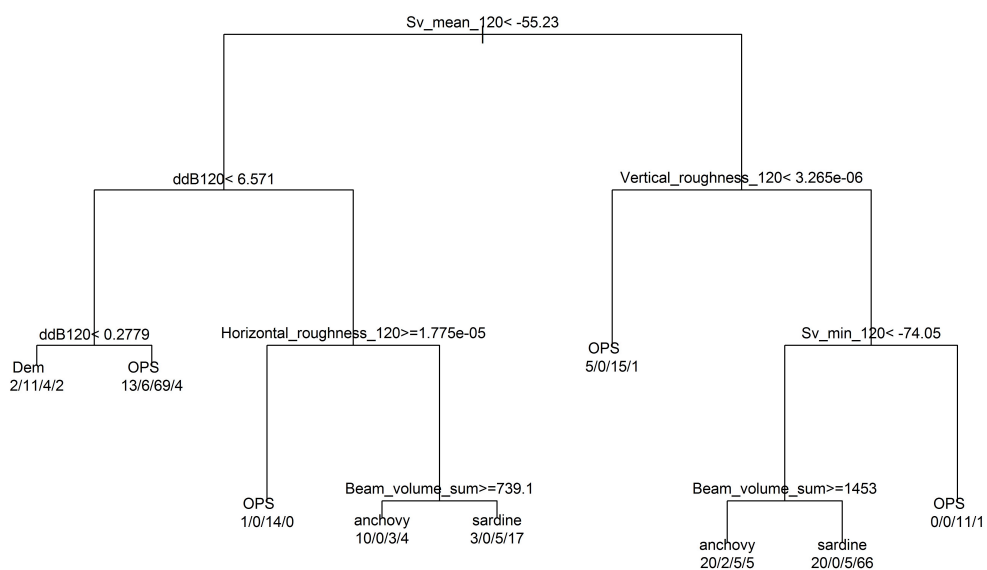 Sv_mean_120< -55.23
ddB120< 6.571
Vertical_roughness_120< 3.265e-06
ddB120< 0.2779
Horizontal_roughness_120>=1.775e-05
OPS
5/0/15/1
Sv_min_120< -74.05
Dem
2/11/4/2
OPS
13/6/69/4
OPS
1/0/14/0
Beam_volume_sum>=739.1
anchovy
10/0/3/4
sardine
3/0/5/17
Beam_volume_sum>=1453
anchovy
20/2/5/5
sardine
20/0/5/66
OPS
0/0/11/1